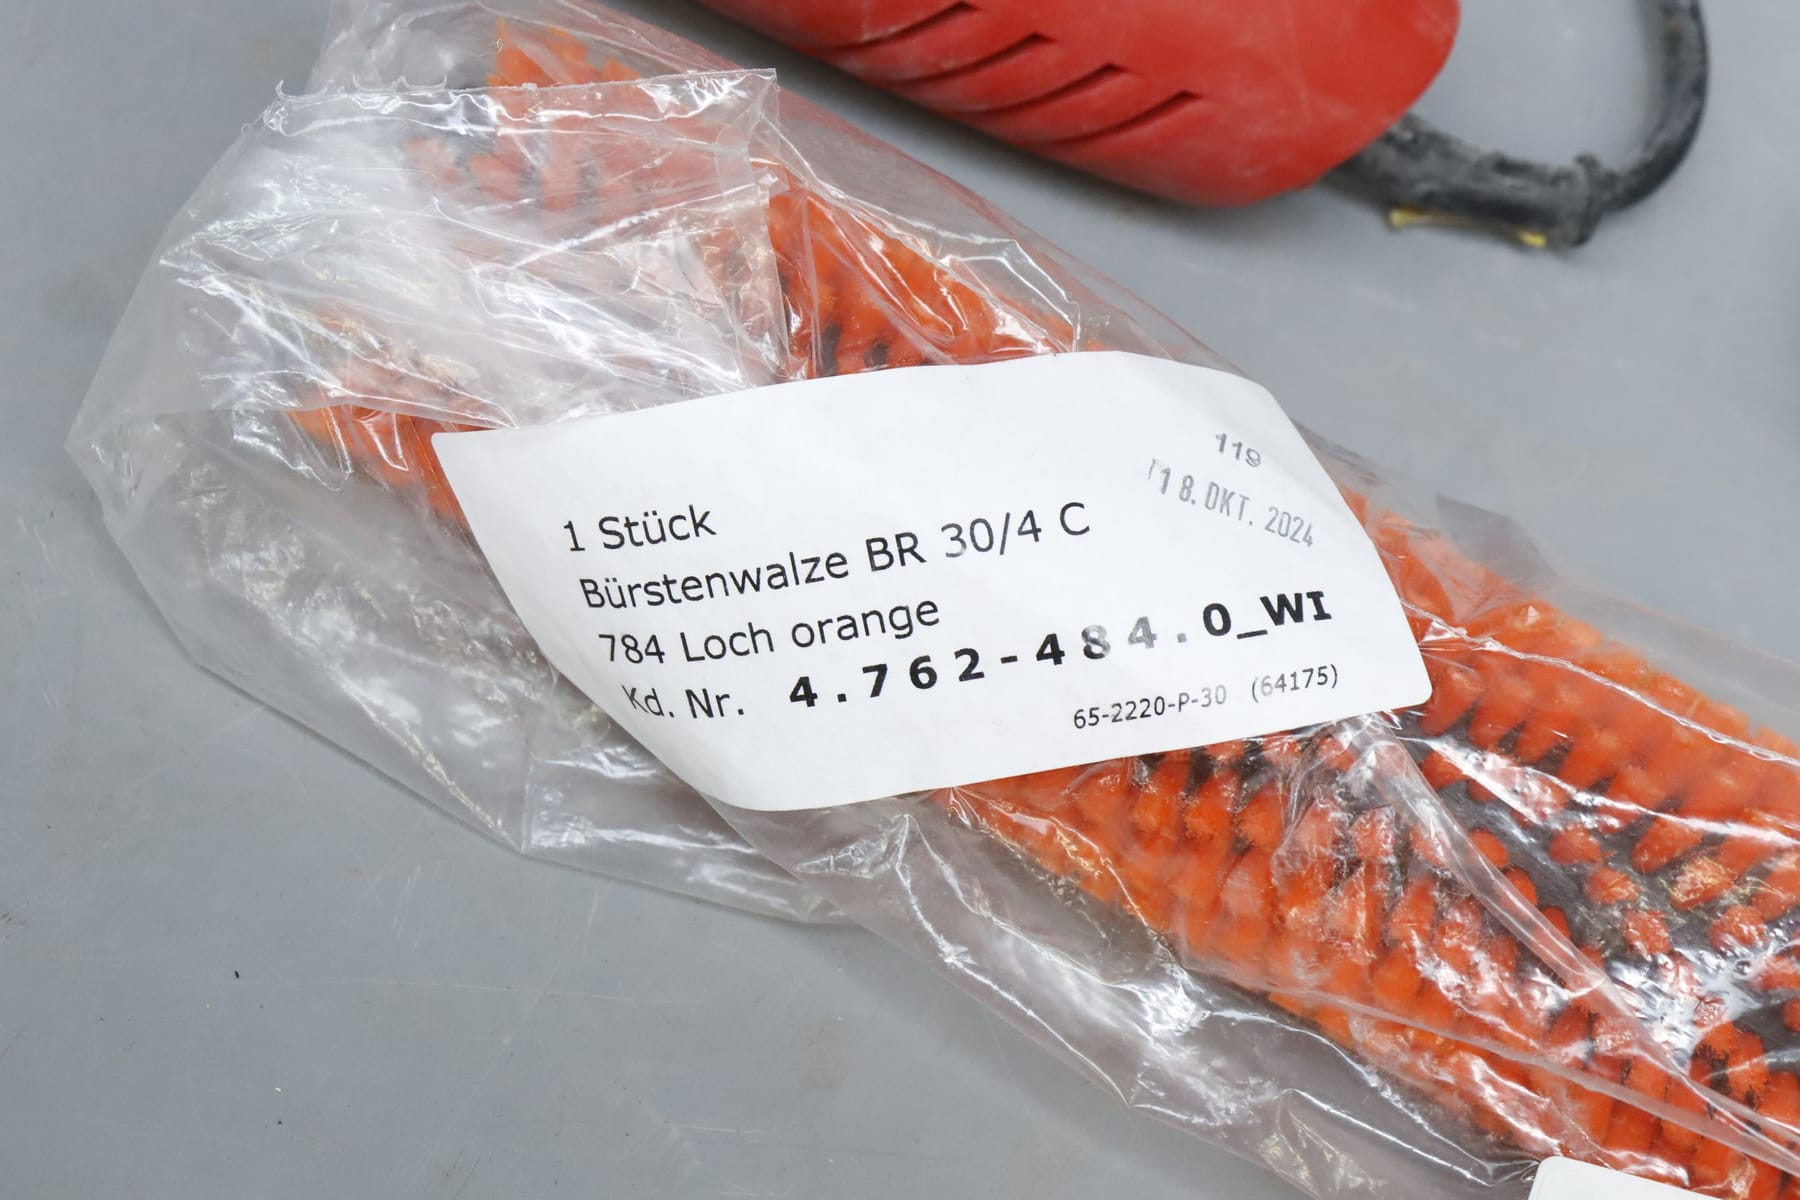 119
18. OKT. 2024
1 Stück
Bürstenwalze BR 30/4 C
784 Loch orange
Kd. Nr. 4.762-484.0_WI
65-2220-P-30 (64175)